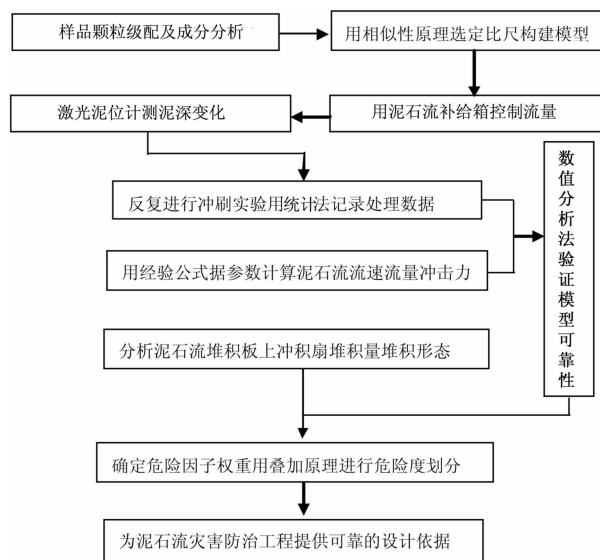 样品颗粒级配及成分分析
用相似性原理选定比尺构建模型
激光泥位计测泥深变化
用泥石流补给箱控制流量
反复进行冲刷实验用统计法记录处理数据
数值分析法验证模型可靠性
用经验公式据参数计算泥石流流速流量冲击力
分析泥石流堆积板上冲积扇堆积量堆积形态
确定危险因子权重用叠加原理进行危险度划分
为泥石流灾害防治工程提供可靠的设计依据